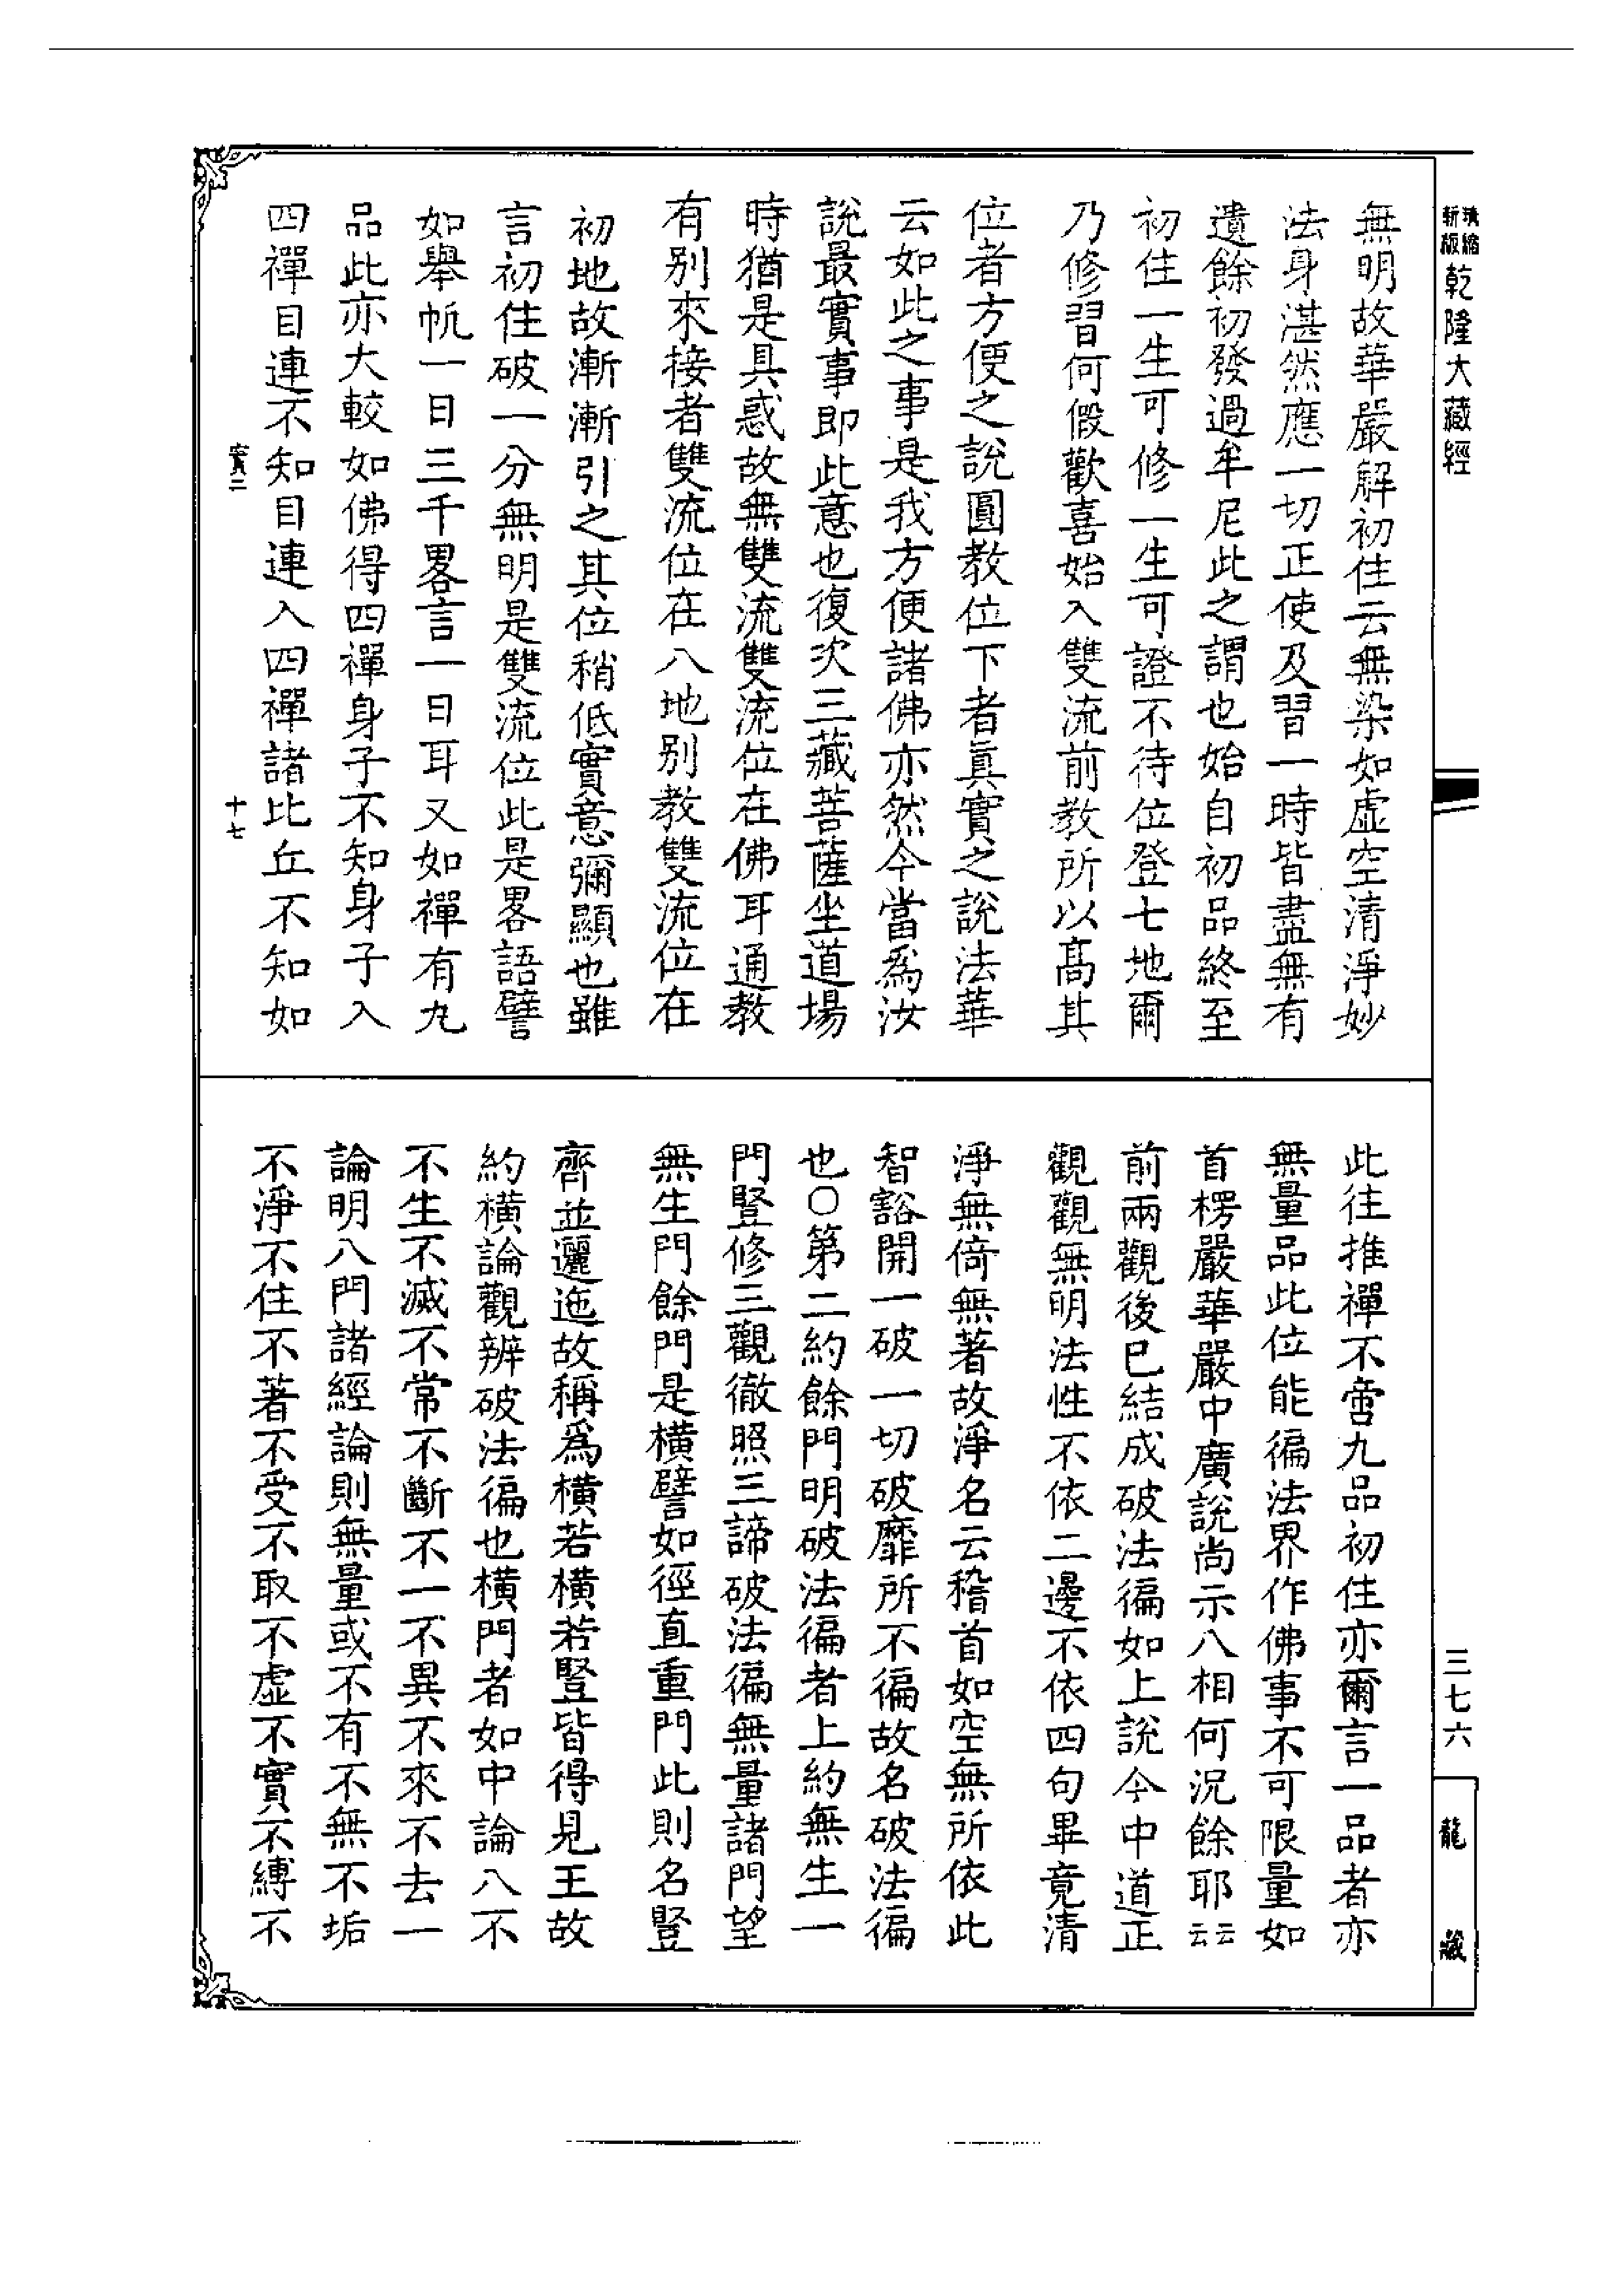 新版
精縮
乾隆大藏經
無明故華嚴解初住云無染如虛空清淨妙
法身湛然應一切正使及習一時皆盡無有
遺餘初發過牟尼此之謂也始自初品終至
初住一生可修一生可證不待位登七地爾
乃修習何假歡喜始入雙流前教所以髙其
位者方便之說圓教位下者眞實之說法華
云如此之事是我方便諸佛亦然今當爲汝
說最實事即此意也復次三藏菩薩坐道場
時猶是具惑故無雙流雙流位在佛耳通教
有別來接者雙流位在八地別教雙流位在
初地故漸漸引之其位稍低實意彌顯也雖
言初住破一分無明是雙流位此是畧語譬
如舉帆一日三千畧言一日耳又如禪有九
品此亦大較如佛得四禪身子不知身子入
四禪目連不知目連入四禪諸比丘不知如
實二
十七
此往推禪不啻九品初住亦爾言一品者亦
無量品此位能徧法界作佛事不可限量如
首楞嚴華嚴中廣說尚示八相何況餘耶云云
前兩觀後已結成破法徧如上說今中道正
觀觀無明法性不依二邊不依四句畢竟清
淨無倚無著故淨名云稽首如空無所依此
智豁開一破一切破靡所不徧故名破法徧
也○第二約餘門明破法徧者上約無生一
門豎修三觀徹照三諦破法徧無量諸門望
無生門餘門是橫譬如徑直重門此則名豎
齊並邐迤故稱爲橫若橫若豎皆得見王故
約橫論觀辨破法徧也橫門者如中論八不
不生不滅不常不斷不一不異不來不去一
論明八門諸經論則無量或不有不無不垢
不淨不住不著不受不取不虛不實不縛不
三七六
龍藏